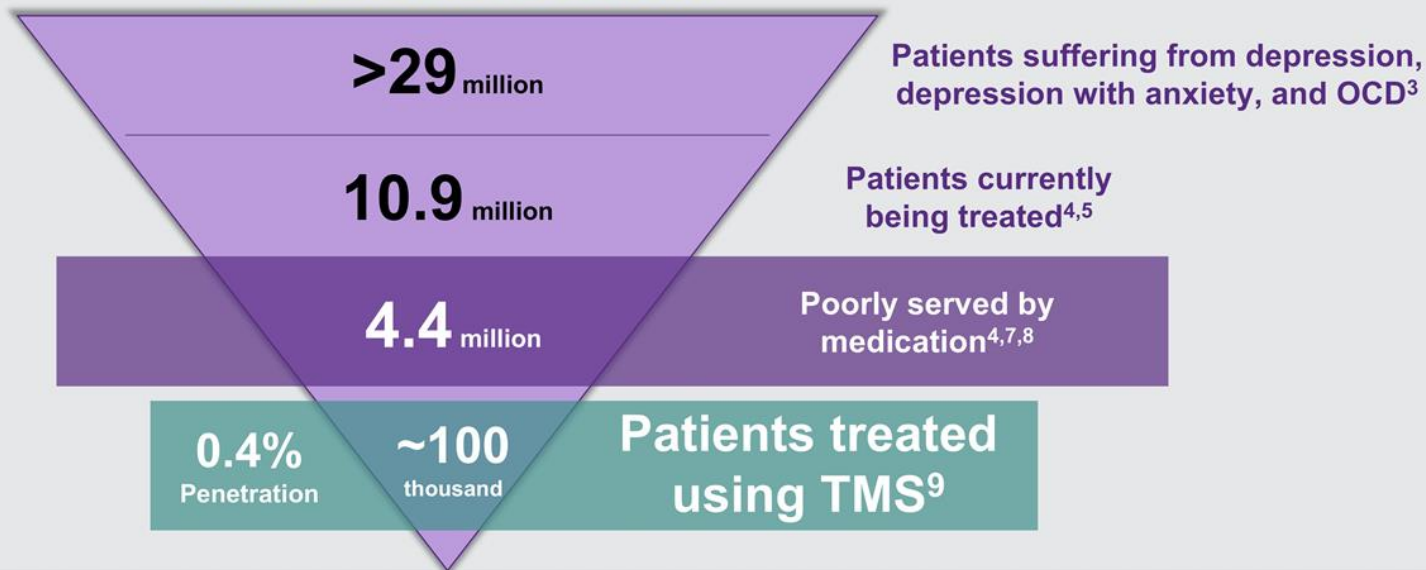 >29 million
Patients suffering from depression,
depression with anxiety, and OCD3
10.9 million
Patients currently
being treated4,5
4.4 million
Poorly served by
medication4,7,8
0.4%
Penetration
~100
thousand
Patients treated
using TMS9